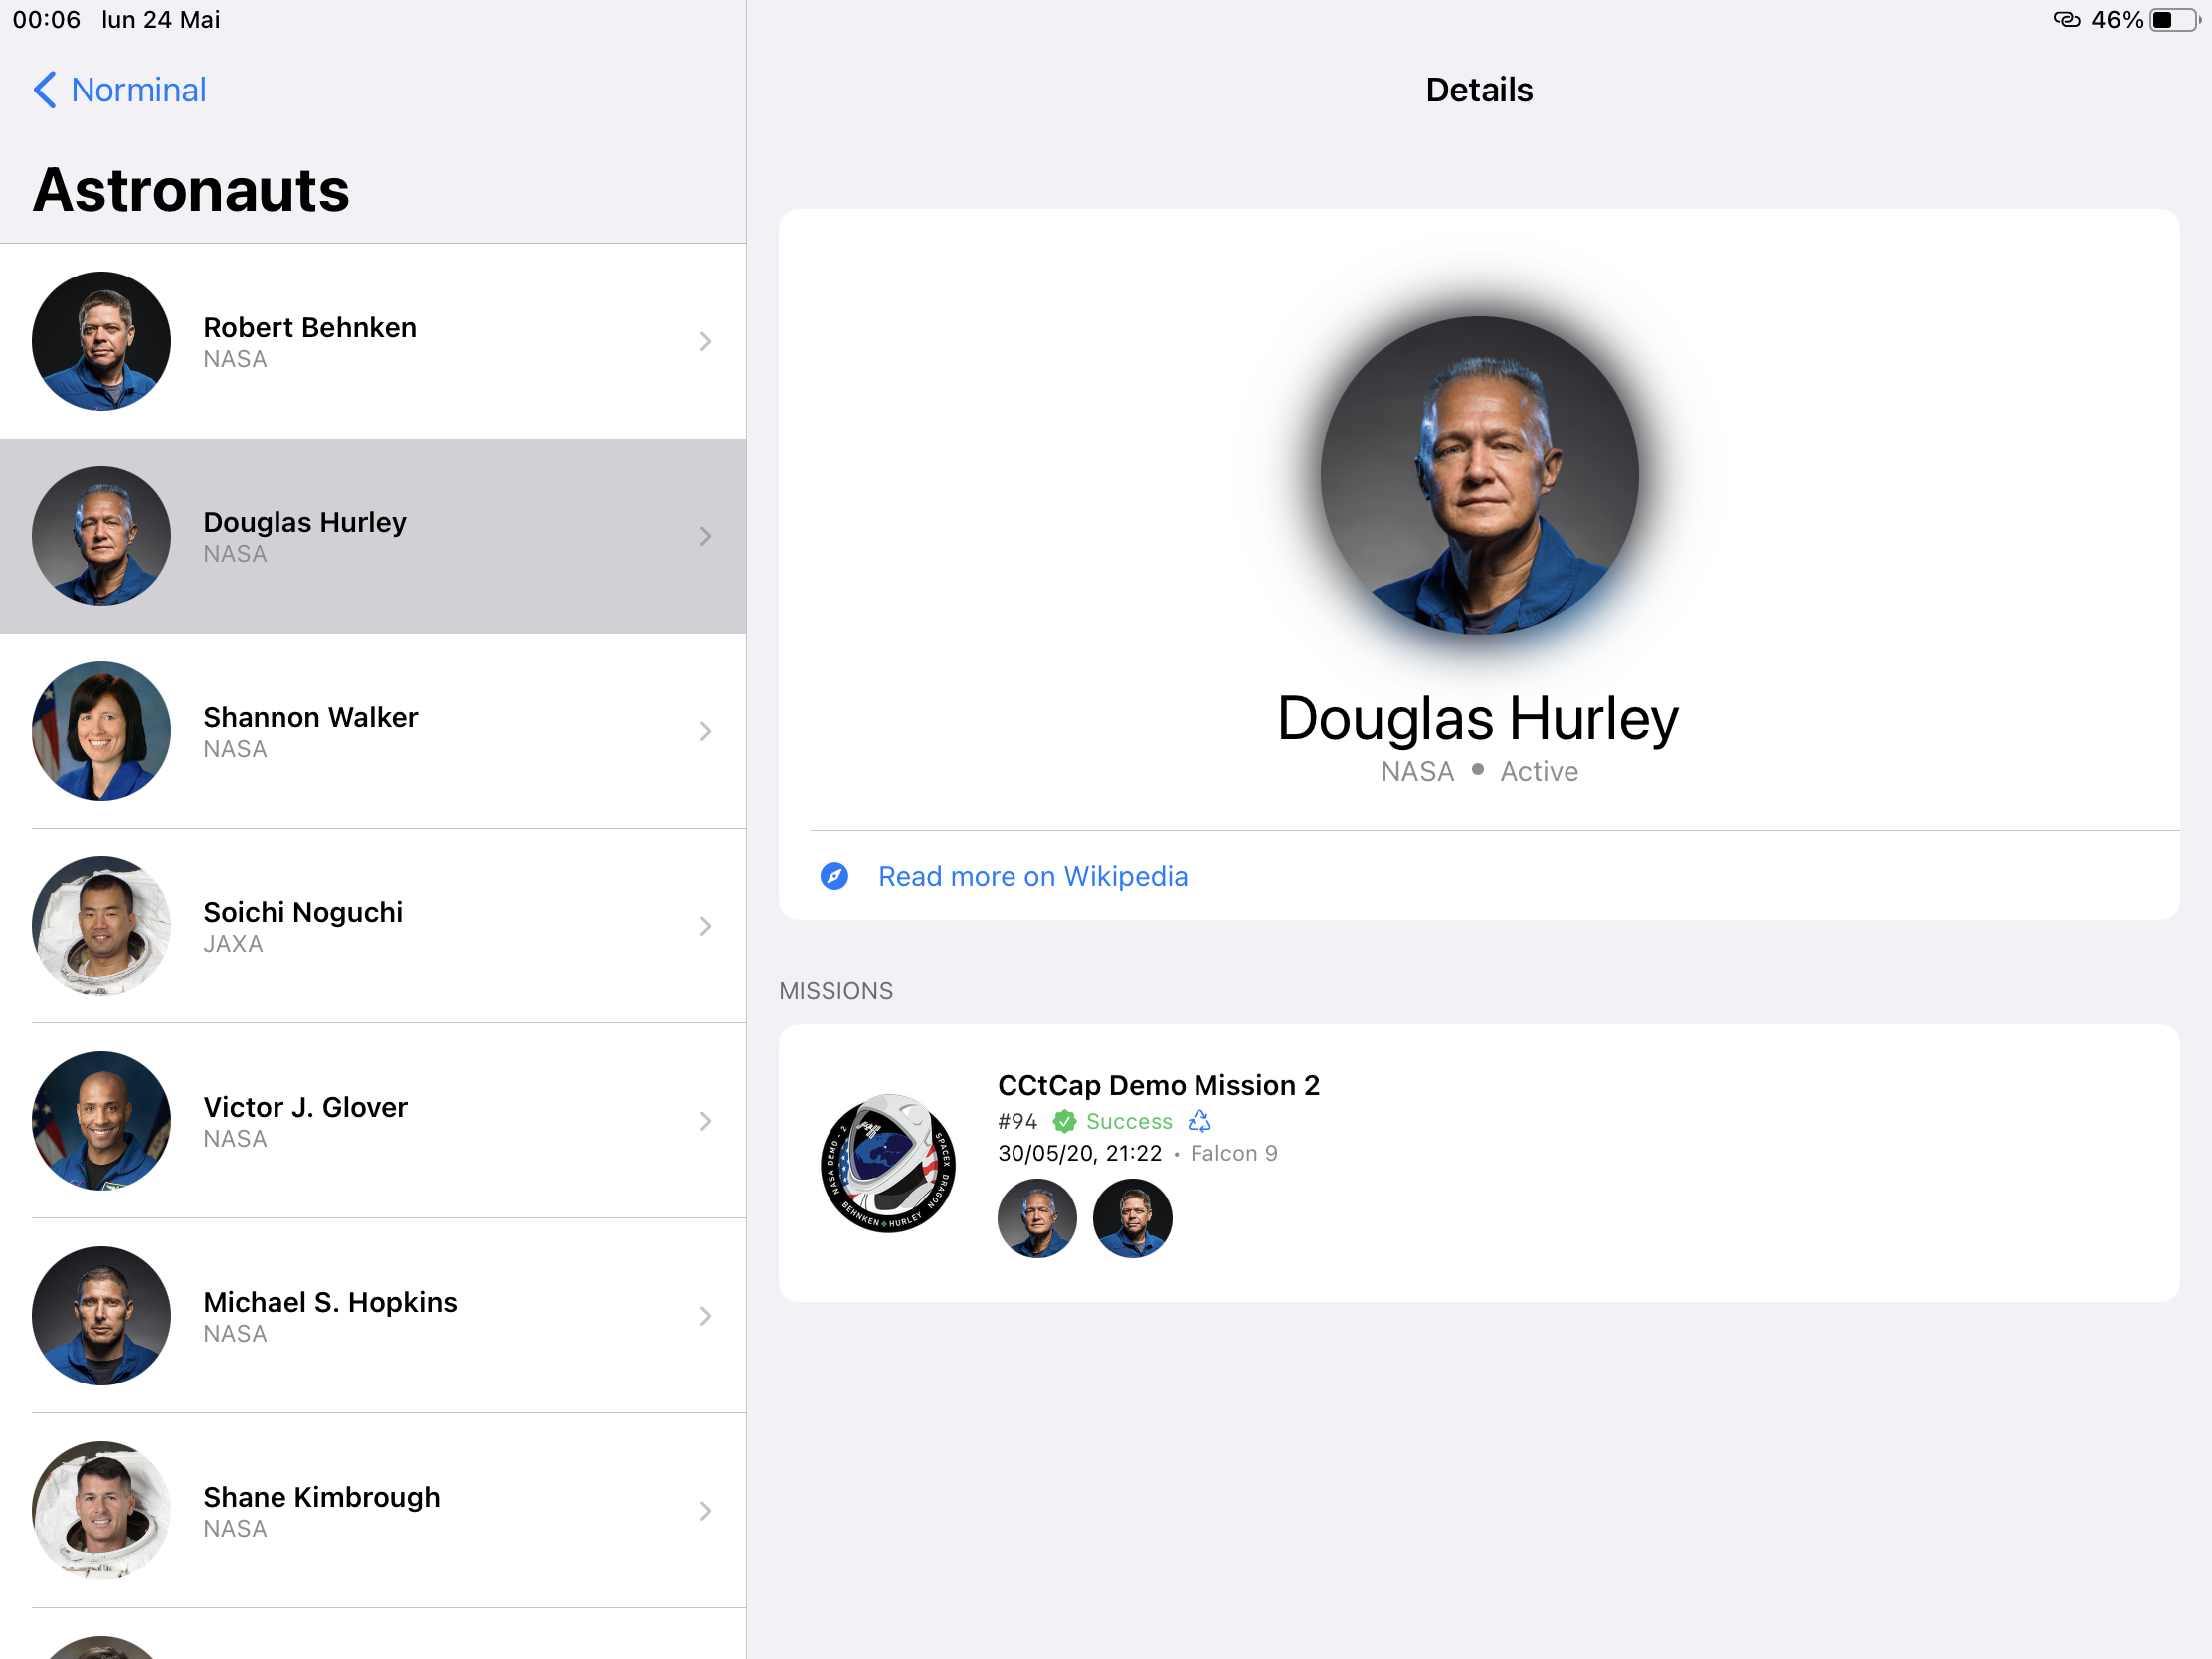 00:06 lun 24 Mai
46%
Norminal
Astronauts
Robert Behnken
NASA
Douglas Hurley
NASA
Shannon Walker
NASA
Soichi Noguchi
JAXA
Victor J. Glover
NASA
Michael S. Hopkins
NASA
Shane Kimbrough
NASA
Details
Douglas Hurley
NASA • Active
Read more on Wikipedia
MISSIONS
NASA DEMO - 2
SPACEX DRAGON
BEHNKEN HURLEY
CCtCap Demo Mission 2
#94 Success
30/05/20, 21:22 • Falcon 9